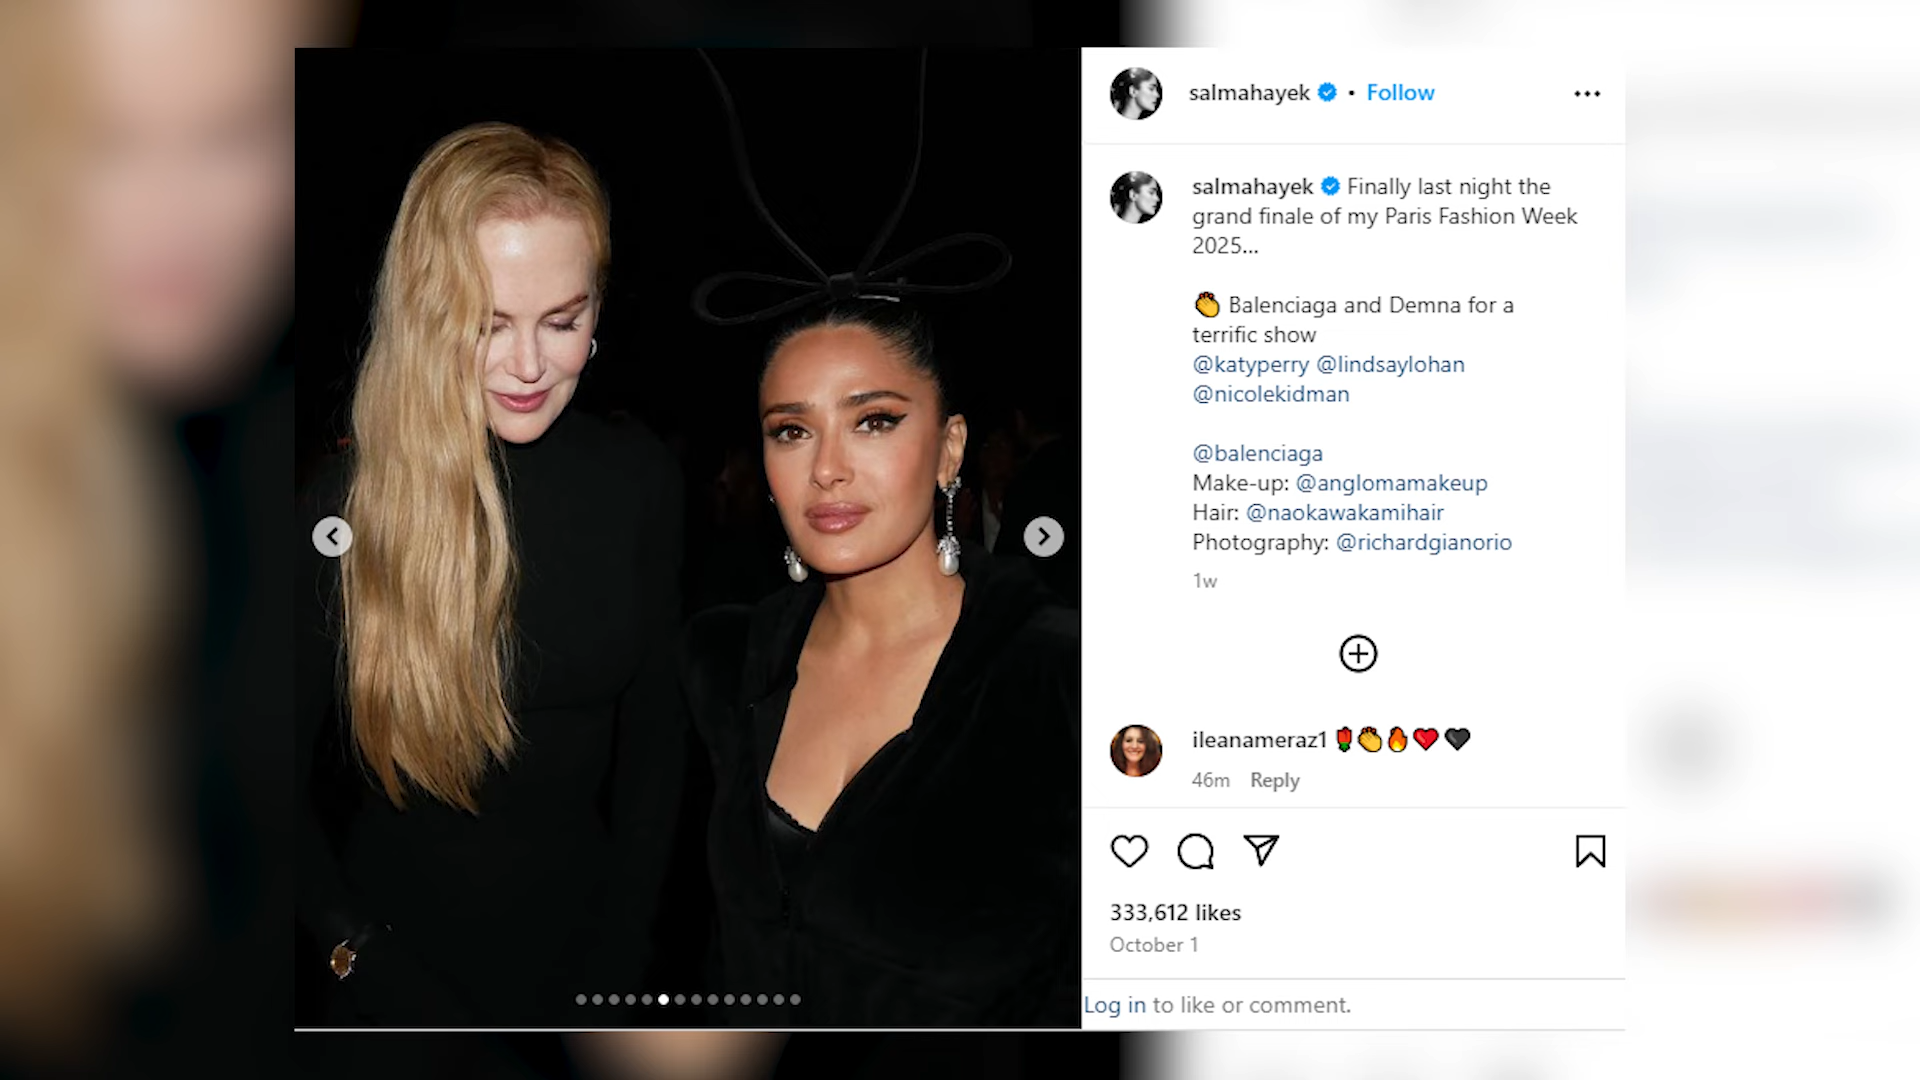 salmahayek • Follow
salmahayek Finally last night the
grand finale of my Paris Fashion Week
2025...
👏 Balenciaga and Demna for a
terrific show
@katyperry @lindsaylohan
@nicolekidman
@balenciaga
Make-up: @anglomamakeup
Hair: @naokawakamihair
Photography: @richardgianorio
1w
ileanameraz1 🌹👏🔥❤️🖤
46m Reply
333,612 likes
October 1
Log in to like or comment.